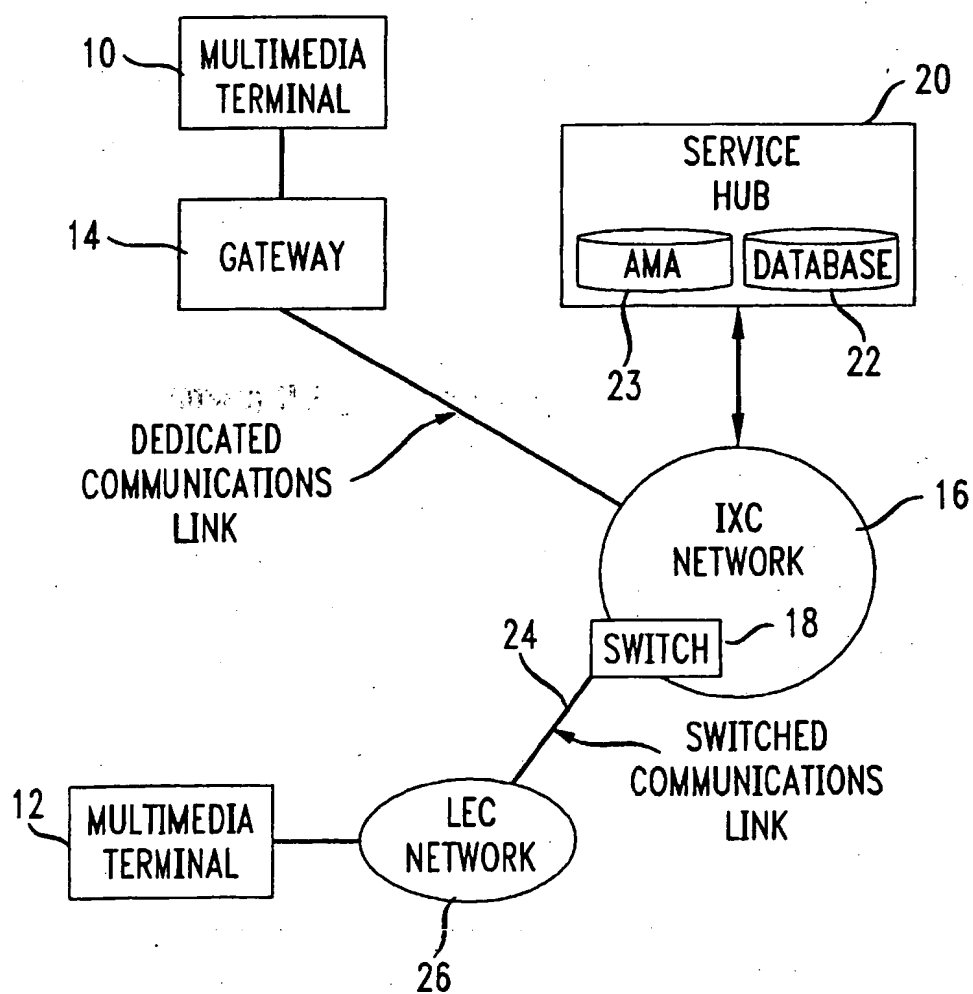 10
MULTIMEDIA
TERMINAL
20
SERVICE
HUB
14
GATEWAY
AMA
DATABASE
23
22
DEDICATED
COMMUNICATIONS
LINK
16
IXC
NETWORK
18
SWITCH
24
SWITCHED
COMMUNICATIONS
LINK
12
MULTIMEDIA
TERMINAL
LEC
NETWORK
26